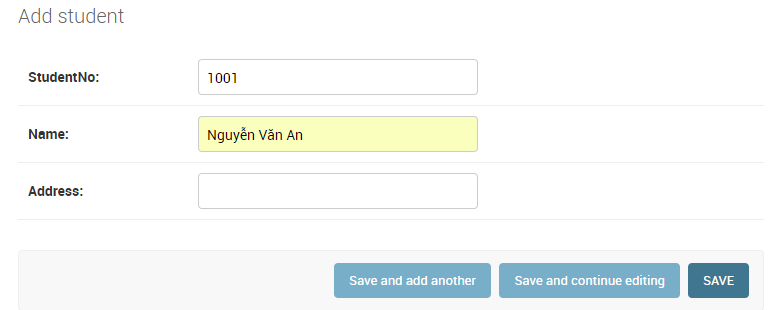 Add student
StudentNo: 1001
Name: Nguyễn Văn An
Address:
Save and add another Save and continue editing SAVE